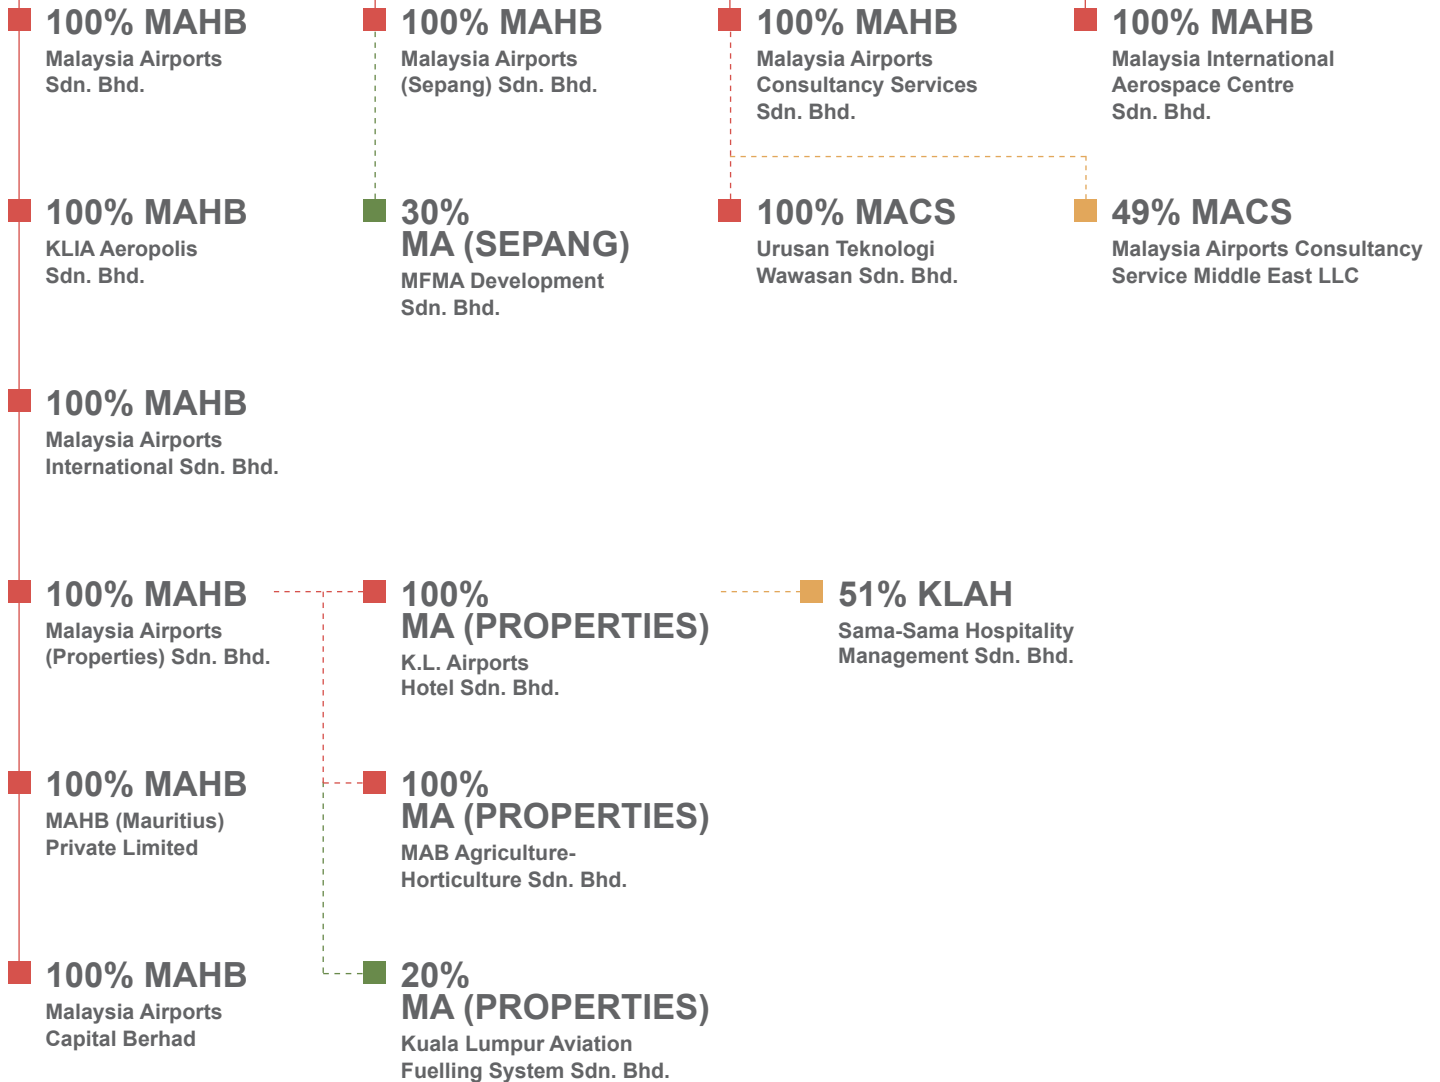 100% MAHB
Malaysia Airports
Sdn. Bhd.
100% MAHB
Malaysia Airports
(Sepang) Sdn. Bhd.
100% MAHB
Malaysia Airports
Consultancy Services
Sdn. Bhd.
100% MAHB
Malaysia International
Aerospace Centre
Sdn. Bhd.
100% MAHB
KLIA Aeropolis
Sdn. Bhd.
30%
MA (SEPANG)
MFMA Development
Sdn. Bhd.
100% MACS
Urusan Teknologi
Wawasan Sdn. Bhd.
49% MACS
Malaysia Airports Consultancy
Service Middle East LLC
100% MAHB
Malaysia Airports
International Sdn. Bhd.
100% MAHB
Malaysia Airports
(Properties) Sdn. Bhd.
100%
MA (PROPERTIES)
K.L. Airports
Hotel Sdn. Bhd.
51% KLAH
Sama-Sama Hospitality
Management Sdn. Bhd.
100% MAHB
MAHB (Mauritius)
Private Limited
100%
MA (PROPERTIES)
MAB Agriculture-
Horticulture Sdn. Bhd.
100% MAHB
Malaysia Airports
Capital Berhad
20%
MA (PROPERTIES)
Kuala Lumpur Aviation
Fuelling System Sdn. Bhd.